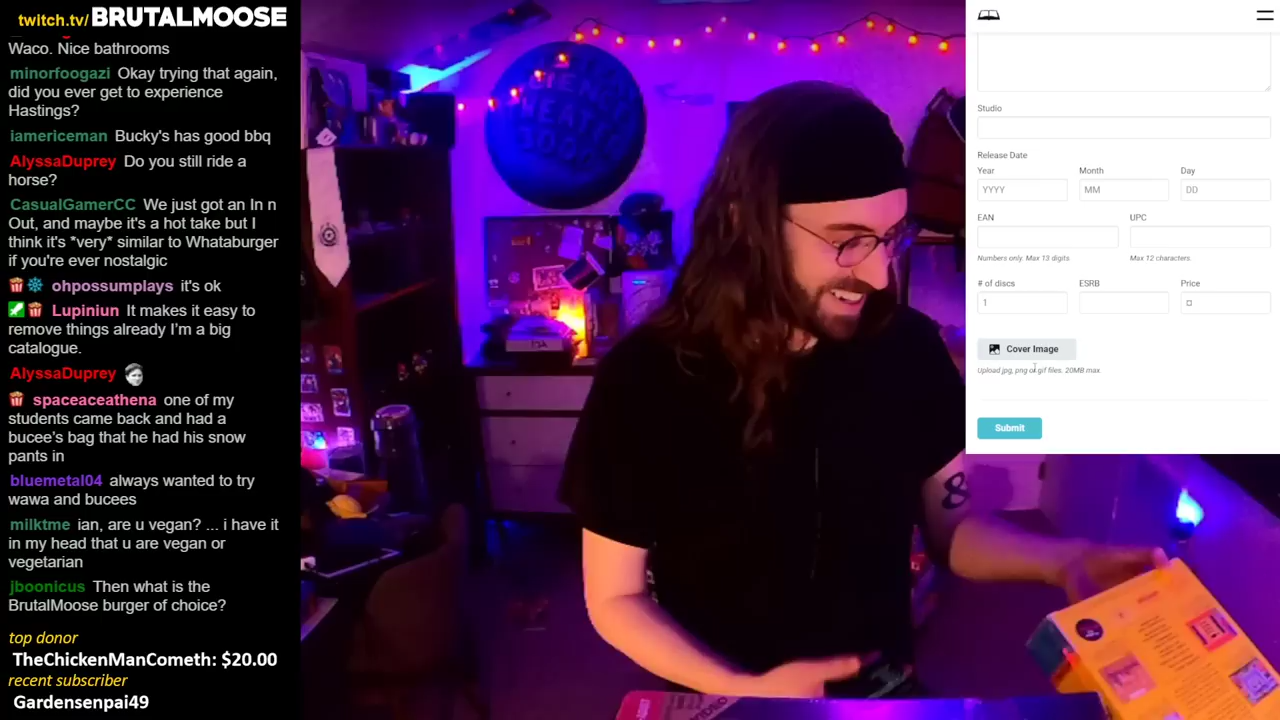 twitch.tv/BRUTALMOOSE
Waco. Nice bathrooms
minorfoogazi Okay trying that again,
did you ever get to experience
Hastings?
iamericeman Bucky's has good bbq
AlyssaDuprey Do you still ride a
horse?
CasualGamerCC We just got an In n
Out, and maybe it's a hot take but I
think it's *very* similar to Whataburger
if you're ever nostalgic
ohpossumplays it's ok
Lupiniun It makes it easy to
remove things already I'm a big
catalogue.
AlyssaDuprey
spaceaceathena one of my
students came back and had a
bucee's bag that he had his snow
pants in
bluemetal04 always wanted to try
wawa and bucees
milktme ian, are u vegan? ... i have it
in my head that u are vegan or
vegetarian
jboonicus Then what is the
BrutalMoose burger of choice?
top donor
TheChickenManCometh: $20.00
recent subscriber
Gardensenpai49
8
Studio
Release Date
Year Month Day
YYYY MM DD
EAN UPC
Numbers only. Max 13 digits Max 12 characters.
# of discs ESRB Price
1
Cover Image
Upload jpg, png or gif files. 20MB max.
Submit